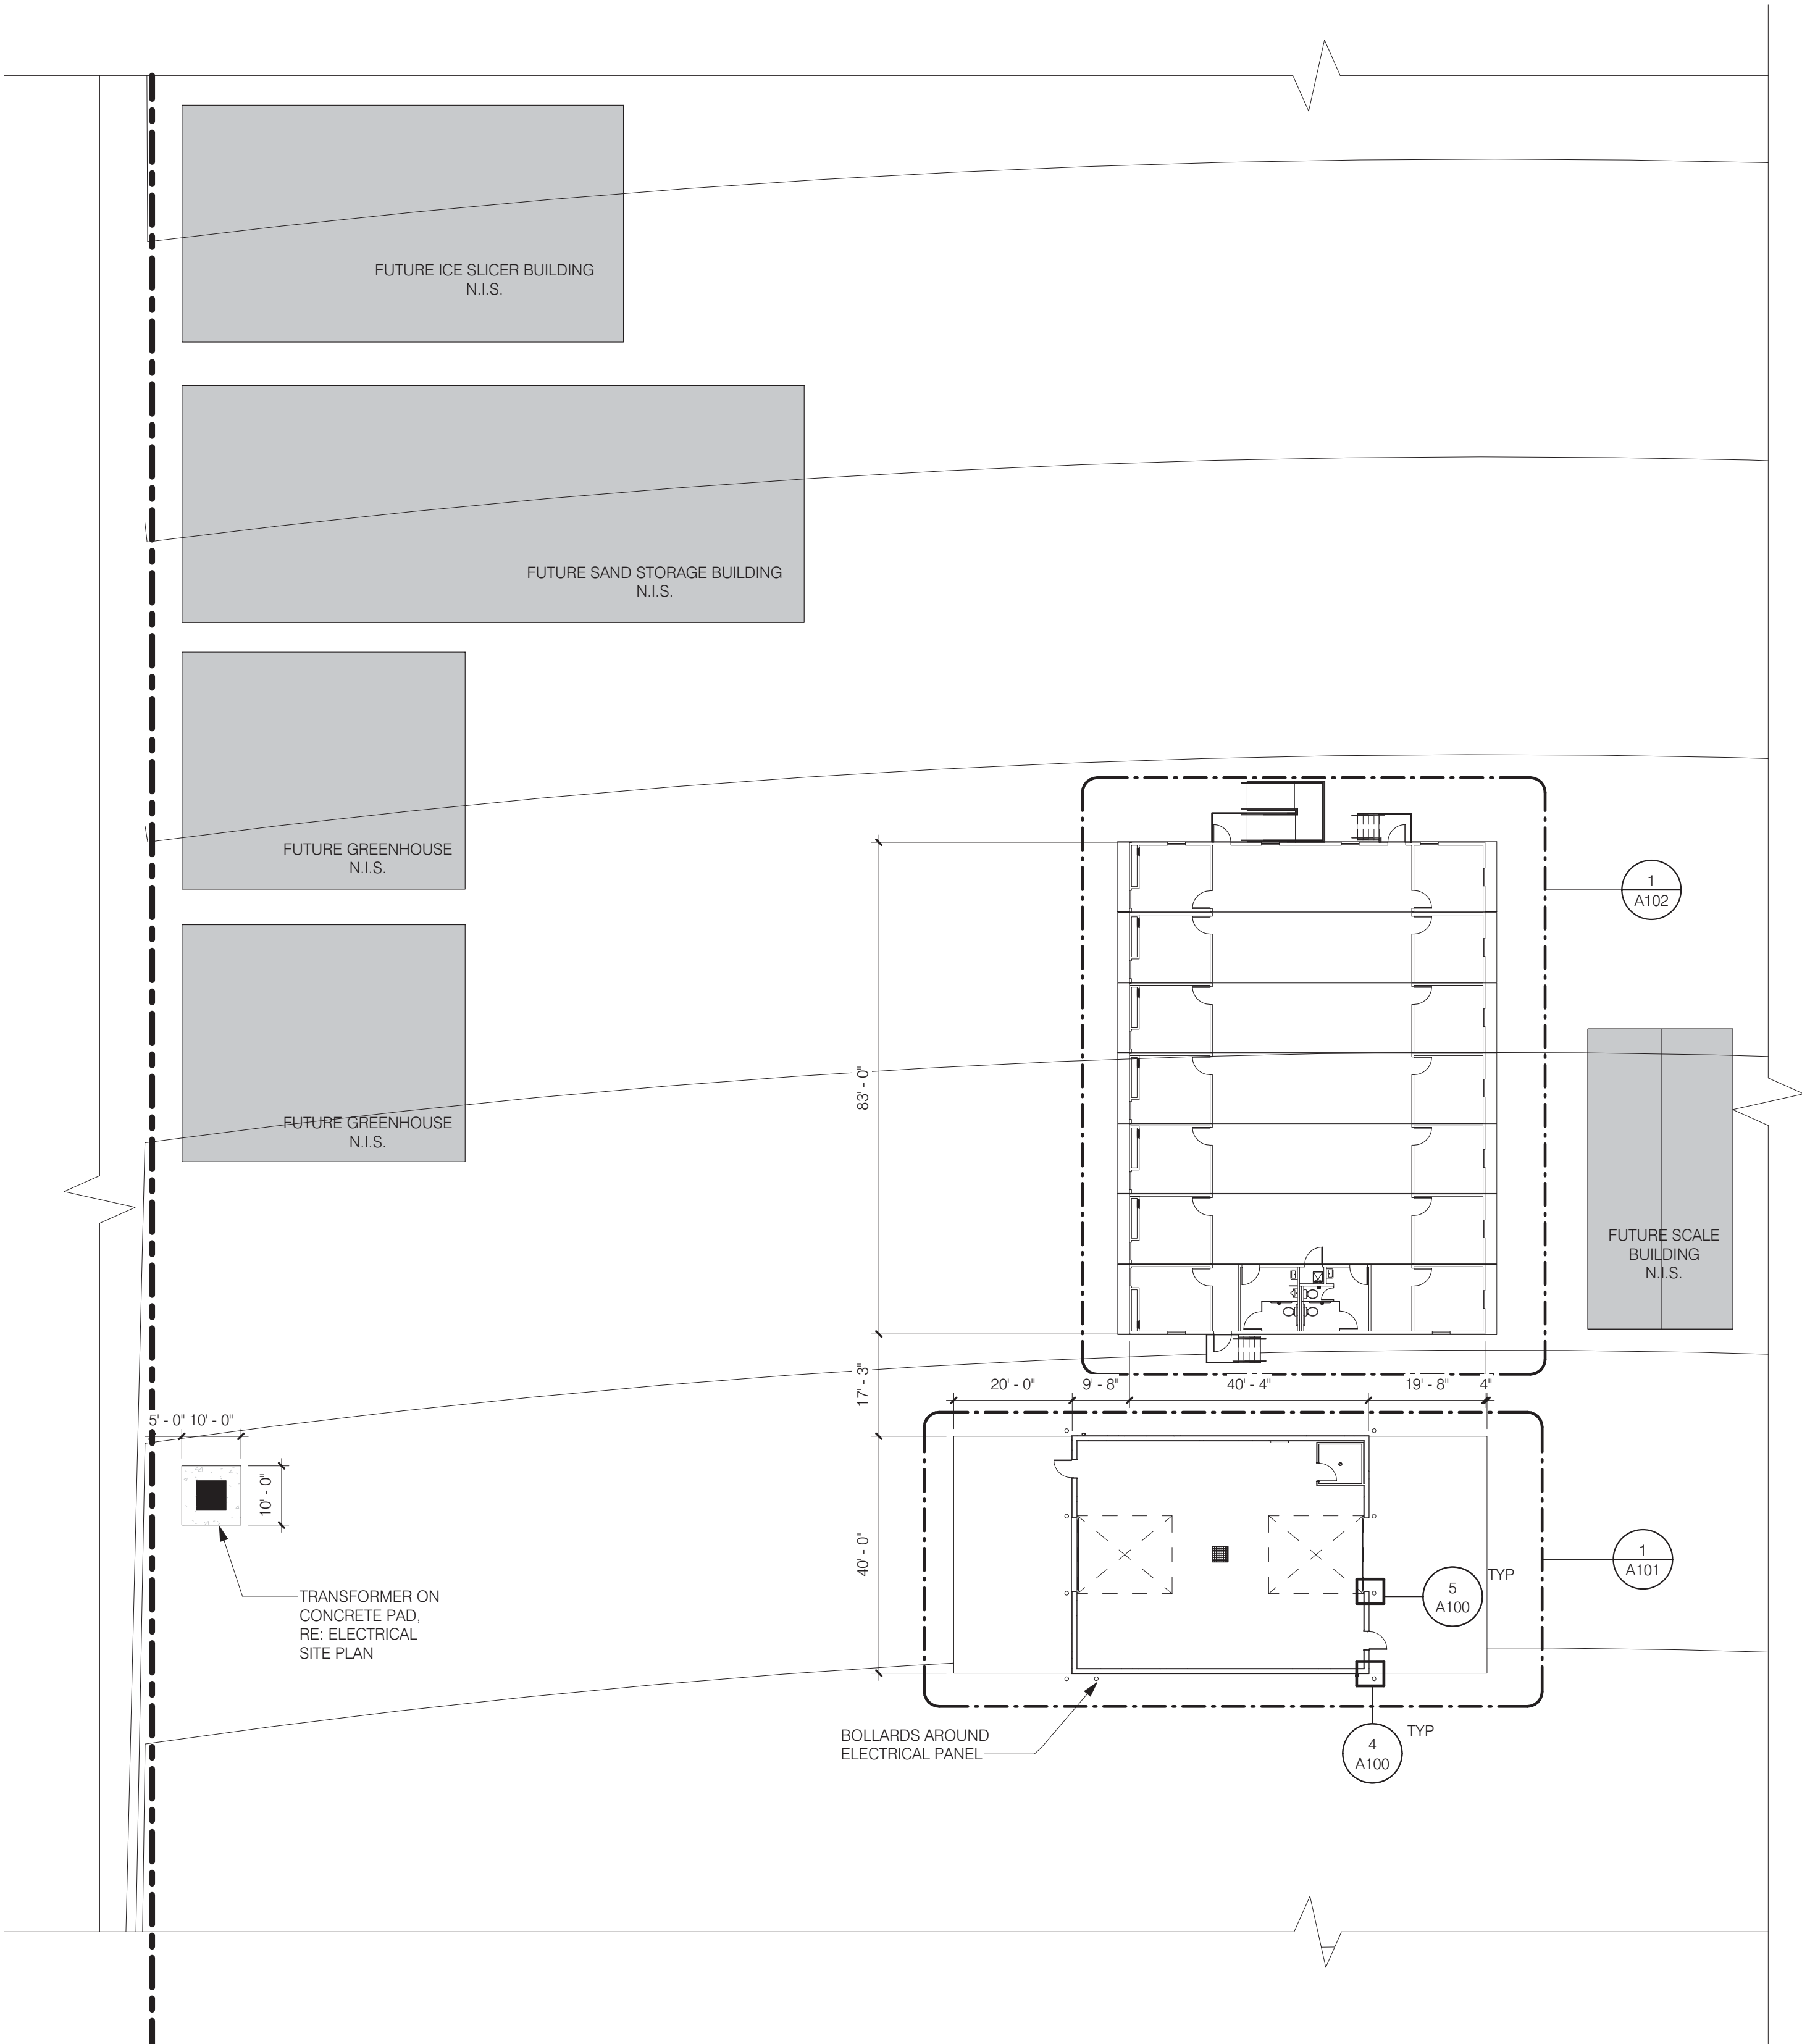 FUTURE ICE SLICER BUILDING
N.I.S.
FUTURE SAND STORAGE BUILDING
N.I.S.
FUTURE GREENHOUSE
N.I.S.
1
A102
83' - 0"
FUTURE GREENHOUSE
N.I.S.
FUTURE SCALE
BUILDING
N.I.S.
17' - 3"
20' - 0"
9' - 8"
40' - 4"
19' - 8"
4"
5' - 0"
10' - 0"
10' - 0"
40' - 0"
1
A101
TYP
5
A100
TRANSFORMER ON
CONCRETE PAD,
RE: ELECTRICAL
SITE PLAN
BOLLARDS AROUND
ELECTRICAL PANEL
TYP
4
A100